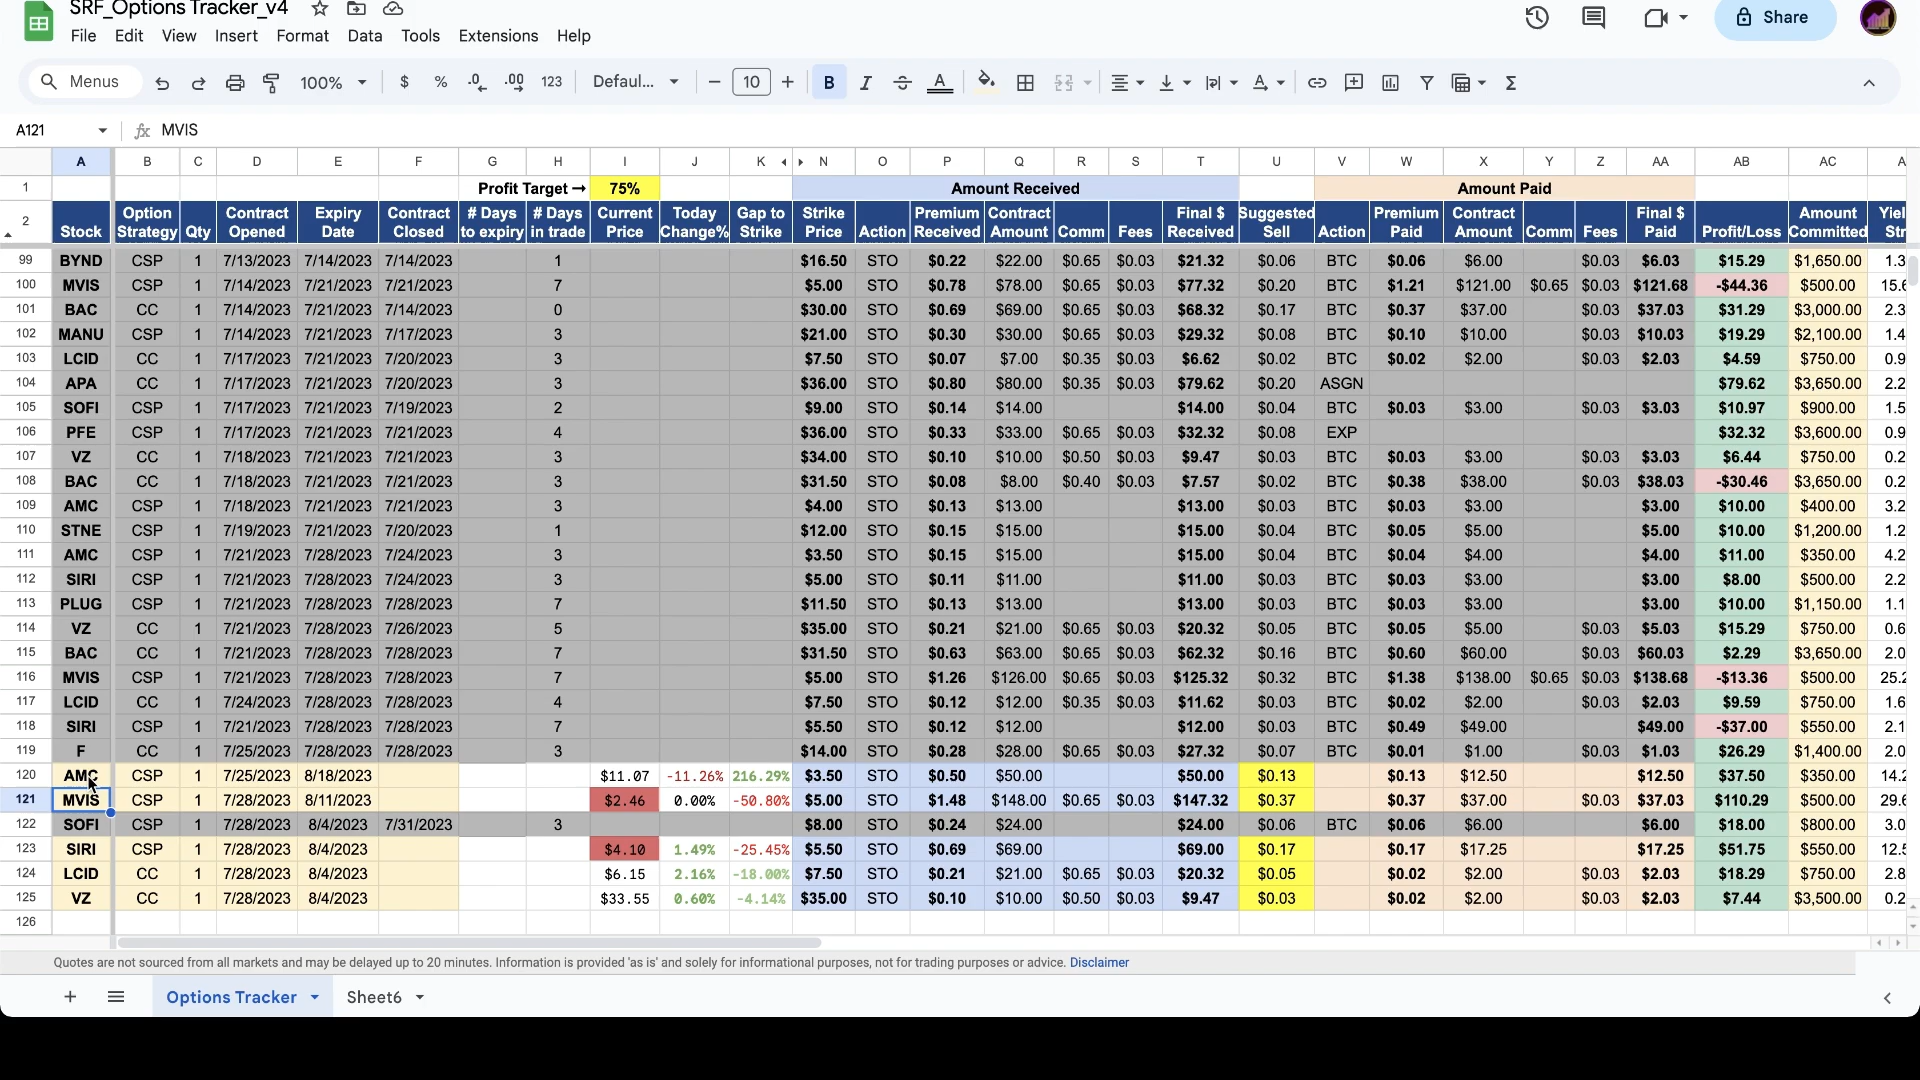 SRF_Options Tracker_v4
File Edit View Insert Format Data Tools Extensions Help
Share
Menus 100% $ % .0 .00 123 Defaul... 10 B I A
A121 fx MVIS
A B C D E F G H I J K N O P Q R S T U V W X Y Z AA AB AC A
1 Profit Target → 75% Amount Received Amount Paid
2 Stock Option Strategy Qty Contract Opened Expiry Date Contract Closed # Days to expiry # Days in trade Current Price Today Change% Gap to Strike Strike Price Action Premium Received Contract Amount Comm Fees Final $ Received Suggested Sell Action Premium Paid Contract Amount Comm Fees Final $ Paid Profit/Loss Amount Committed Yiel Str
99 BYND CSP 1 7/13/2023 7/14/2023 7/14/2023 1 $16.50 STO $0.22 $22.00 $0.65 $0.03 $21.32 $0.06 BTC $0.06 $6.00 $0.03 $6.03 $15.29 $1,650.00 1.3
100 MVIS CSP 1 7/14/2023 7/21/2023 7/21/2023 7 $5.00 STO $0.78 $78.00 $0.65 $0.03 $77.32 $0.20 BTC $1.21 $121.00 $0.65 $0.03 $121.68 -$44.36 $500.00 15.6
101 BAC CC 1 7/14/2023 7/21/2023 7/14/2023 0 $30.00 STO $0.69 $69.00 $0.65 $0.03 $68.32 $0.17 BTC $0.37 $37.00 $0.03 $37.03 $31.29 $3,000.00 2.3
102 MANU CSP 1 7/14/2023 7/21/2023 7/17/2023 3 $21.00 STO $0.30 $30.00 $0.65 $0.03 $29.32 $0.08 BTC $0.10 $10.00 $0.03 $10.03 $19.29 $2,100.00 1.4
103 LCID CC 1 7/17/2023 7/21/2023 7/20/2023 3 $7.50 STO $0.07 $7.00 $0.35 $0.03 $6.62 $0.02 BTC $0.02 $2.00 $0.03 $2.03 $4.59 $750.00 0.9
104 APA CC 1 7/17/2023 7/21/2023 7/20/2023 3 $36.00 STO $0.80 $80.00 $0.35 $0.03 $79.62 $0.20 ASGN $79.62 $3,650.00 2.2
105 SOFI CSP 1 7/17/2023 7/21/2023 7/19/2023 2 $9.00 STO $0.14 $14.00 $14.00 $0.04 BTC $0.03 $3.00 $0.03 $3.03 $10.97 $900.00 1.5
106 PFE CSP 1 7/17/2023 7/21/2023 7/21/2023 4 $36.00 STO $0.33 $33.00 $0.65 $0.03 $32.32 $0.08 EXP $32.32 $3,600.00 0.9
107 VZ CC 1 7/18/2023 7/21/2023 7/21/2023 3 $34.00 STO $0.10 $10.00 $0.50 $0.03 $9.47 $0.03 BTC $0.03 $3.00 $0.03 $3.03 $6.44 $750.00 0.2
108 BAC CC 1 7/18/2023 7/21/2023 7/21/2023 3 $31.50 STO $0.08 $8.00 $0.40 $0.03 $7.57 $0.02 BTC $0.38 $38.00 $0.03 $38.03 -$30.46 $3,650.00 0.2
109 AMC CSP 1 7/18/2023 7/21/2023 7/21/2023 3 $4.00 STO $0.13 $13.00 $13.00 $0.03 BTC $0.03 $3.00 $3.00 $10.00 $400.00 3.2
110 STNE CSP 1 7/19/2023 7/21/2023 7/20/2023 1 $12.00 STO $0.15 $15.00 $15.00 $0.04 BTC $0.05 $5.00 $5.00 $10.00 $1,200.00 1.2
111 AMC CSP 1 7/21/2023 7/28/2023 7/24/2023 3 $3.50 STO $0.15 $15.00 $15.00 $0.04 BTC $0.04 $4.00 $4.00 $11.00 $350.00 4.2
112 SIRI CSP 1 7/21/2023 7/28/2023 7/24/2023 3 $5.00 STO $0.11 $11.00 $11.00 $0.03 BTC $0.03 $3.00 $3.00 $8.00 $500.00 2.2
113 PLUG CSP 1 7/21/2023 7/28/2023 7/28/2023 7 $11.50 STO $0.13 $13.00 $13.00 $0.03 BTC $0.03 $3.00 $3.00 $10.00 $1,150.00 1.1
114 VZ CC 1 7/21/2023 7/28/2023 7/26/2023 5 $35.00 STO $0.21 $21.00 $0.65 $0.03 $20.32 $0.05 BTC $0.05 $5.00 $0.03 $5.03 $15.29 $750.00 0.6
115 BAC CC 1 7/21/2023 7/28/2023 7/28/2023 7 $31.50 STO $0.63 $63.00 $0.65 $0.03 $62.32 $0.16 BTC $0.60 $60.00 $0.03 $60.03 $2.29 $3,650.00 2.0
116 MVIS CSP 1 7/21/2023 7/28/2023 7/28/2023 7 $5.00 STO $1.26 $126.00 $0.65 $0.03 $125.32 $0.32 BTC $1.38 $138.00 $0.65 $0.03 $138.68 -$13.36 $500.00 25.2
117 LCID CC 1 7/24/2023 7/28/2023 7/28/2023 4 $7.50 STO $0.12 $12.00 $0.35 $0.03 $11.62 $0.03 BTC $0.02 $2.00 $0.03 $2.03 $9.59 $750.00 1.6
118 SIRI CSP 1 7/21/2023 7/28/2023 7/28/2023 7 $5.50 STO $0.12 $12.00 $12.00 $0.03 BTC $0.49 $49.00 $49.00 -$37.00 $550.00 2.1
119 F CC 1 7/25/2023 7/28/2023 7/28/2023 3 $14.00 STO $0.28 $28.00 $0.65 $0.03 $27.32 $0.07 BTC $0.01 $1.00 $0.03 $1.03 $26.29 $1,400.00 2.0
120 AMC CSP 1 7/25/2023 8/18/2023 $11.07 -11.26% 216.29% $3.50 STO $0.50 $50.00 $50.00 $0.13 $0.13 $12.50 $12.50 $37.50 $350.00 14.2
121 MVIS CSP 1 7/28/2023 8/11/2023 $2.46 0.00% -50.80% $5.00 STO $1.48 $148.00 $0.65 $0.03 $147.32 $0.37 $0.37 $37.00 $0.03 $37.03 $110.29 $500.00 29.6
122 SOFI CSP 1 7/28/2023 8/4/2023 7/31/2023 3 $8.00 STO $0.24 $24.00 $24.00 $0.06 BTC $0.06 $6.00 $6.00 $18.00 $800.00 3.0
123 SIRI CSP 1 7/28/2023 8/4/2023 $4.10 1.49% -25.45% $5.50 STO $0.69 $69.00 $69.00 $0.17 $0.17 $17.25 $17.25 $51.75 $550.00 12.5
124 LCID CC 1 7/28/2023 8/4/2023 $6.15 2.16% -18.00% $7.50 STO $0.21 $21.00 $0.65 $0.03 $20.32 $0.05 $0.02 $2.00 $0.03 $2.03 $18.29 $750.00 2.8
125 VZ CC 1 7/28/2023 8/4/2023 $33.55 0.60% -4.14% $35.00 STO $0.10 $10.00 $0.50 $0.03 $9.47 $0.03 $0.02 $2.00 $0.03 $2.03 $7.44 $3,500.00 0.2
126
Quotes are not sourced from all markets and may be delayed up to 20 minutes. Information is provided 'as is' and solely for informational purposes, not for trading purposes or advice. Disclaimer
Options Tracker Sheet6